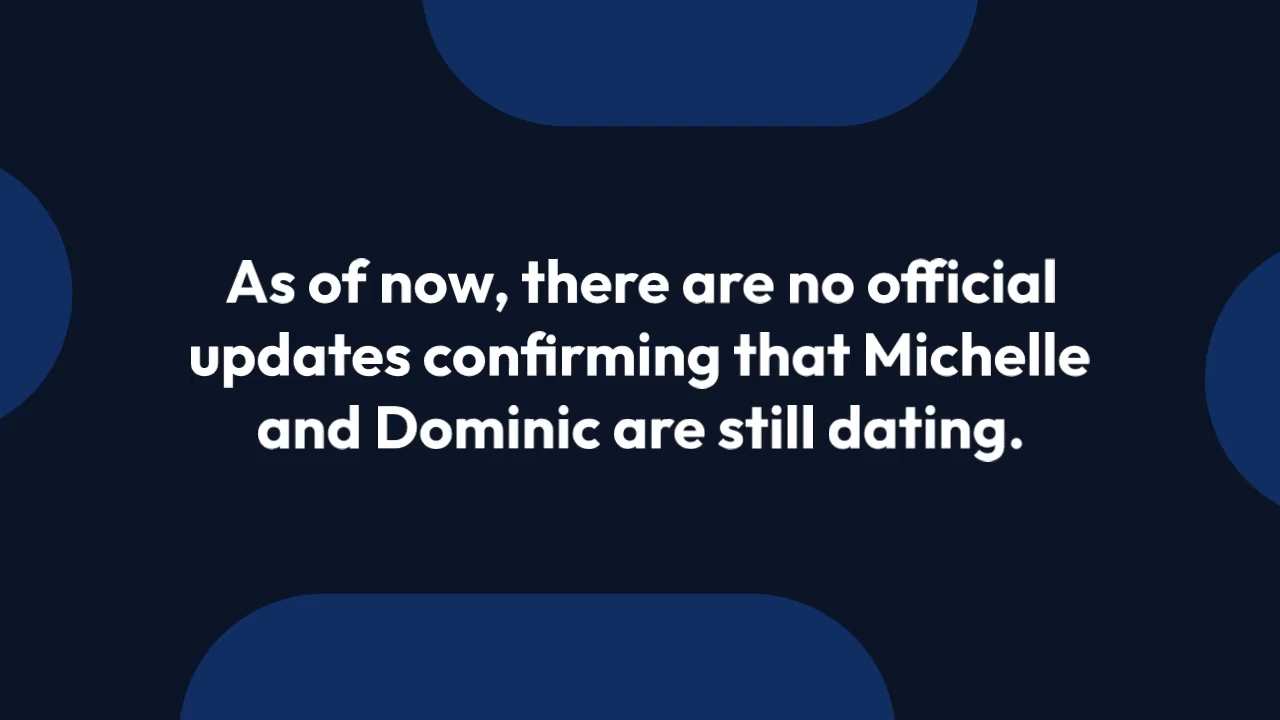 As of now, there are no official
updates confirming that Michelle
and Dominic are still dating.